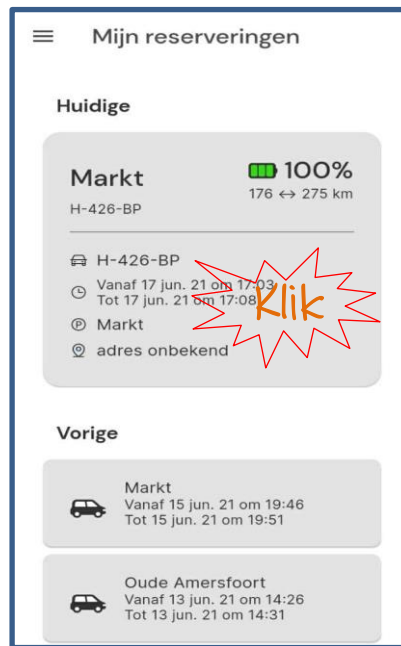 Mijn reserveringen
Huidige
Markt
100%
H-426-BP
176 ↔ 275 km
H-426-BP
Vanaf 17 jun. 21 om 17:03
Tot 17 jun. 21 om 17:08
Klik
P Markt
adres onbekend
Vorige
Markt
Vanaf 15 jun. 21 om 19:46
Tot 15 jun. 21 om 19:51
Oude Amersfoort
Vanaf 13 jun. 21 om 14:26
Tot 13 jun. 21 om 14:31